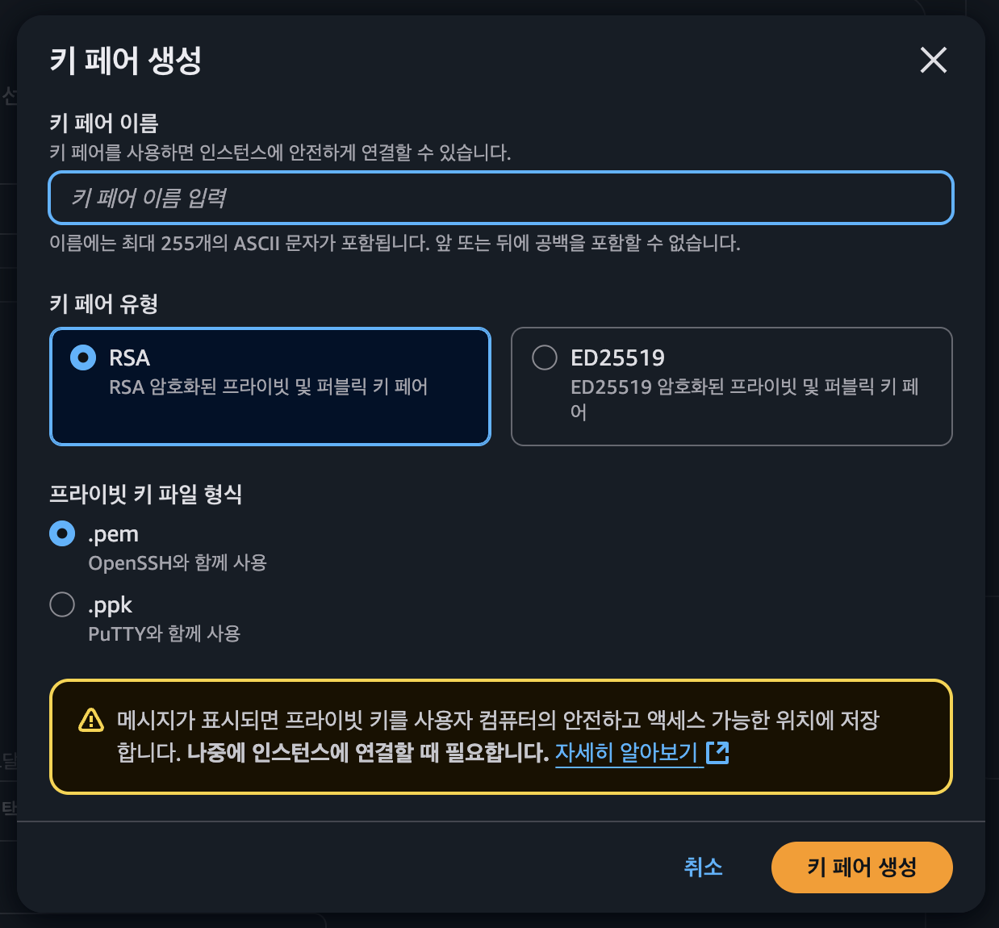 키 페어 생성
키 페어 이름
키 페어를 사용하면 인스턴스에 안전하게 연결할 수 있습니다.
키 페어 이름 입력
이름에는 최대 255개의 ASCII 문자가 포함됩니다. 앞 또는 뒤에 공백을 포함할 수 없습니다.
키 페어 유형
RSA
RSA 암호화된 프라이빗 및 퍼블릭 키 페어
ED25519
ED25519 암호화된 프라이빗 및 퍼블릭 키 페
어
프라이빗 키 파일 형식
.pem
OpenSSH와 함께 사용
.ppk
PuTTY와 함께 사용
메시지가 표시되면 프라이빗 키를 사용자 컴퓨터의 안전하고 액세스 가능한 위치에 저장
합니다. 나중에 인스턴스에 연결할 때 필요합니다. 자세히 알아보기
취소
키 페어 생성